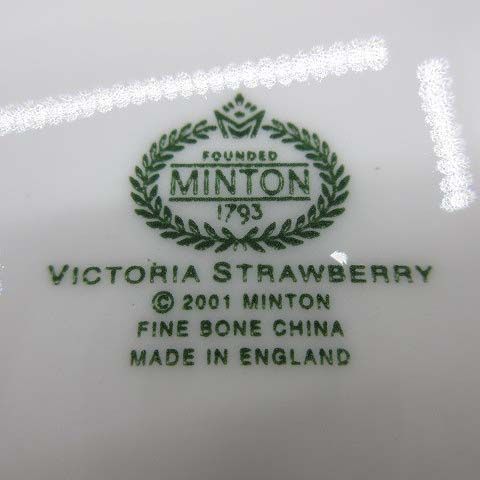 FOUNDED
MINTON
1793
VICTORIA STRAWBERRY
© 2001 MINTON
FINE BONE CHINA
MADE IN ENGLAND